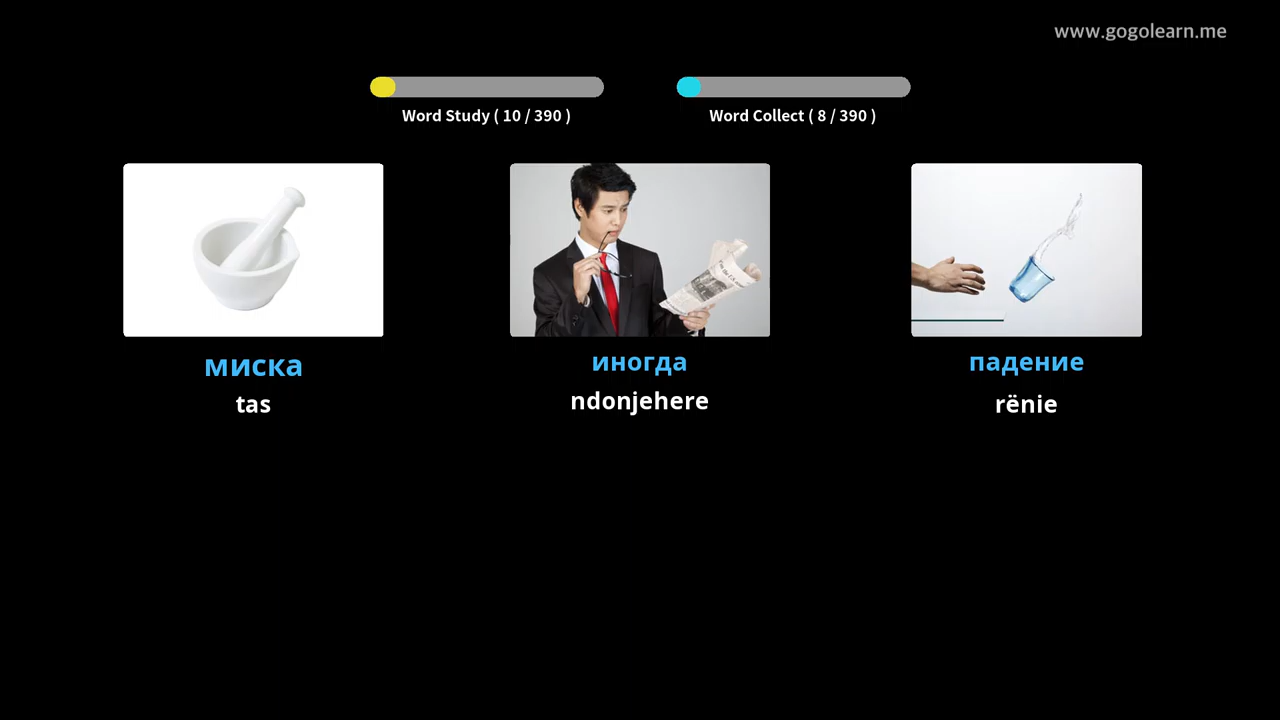 www.gogolearn.me
Word Study ( 10 / 390 )
Word Collect ( 8 / 390 )
миска
иногда
падение
tas
ndonjehere
rënie